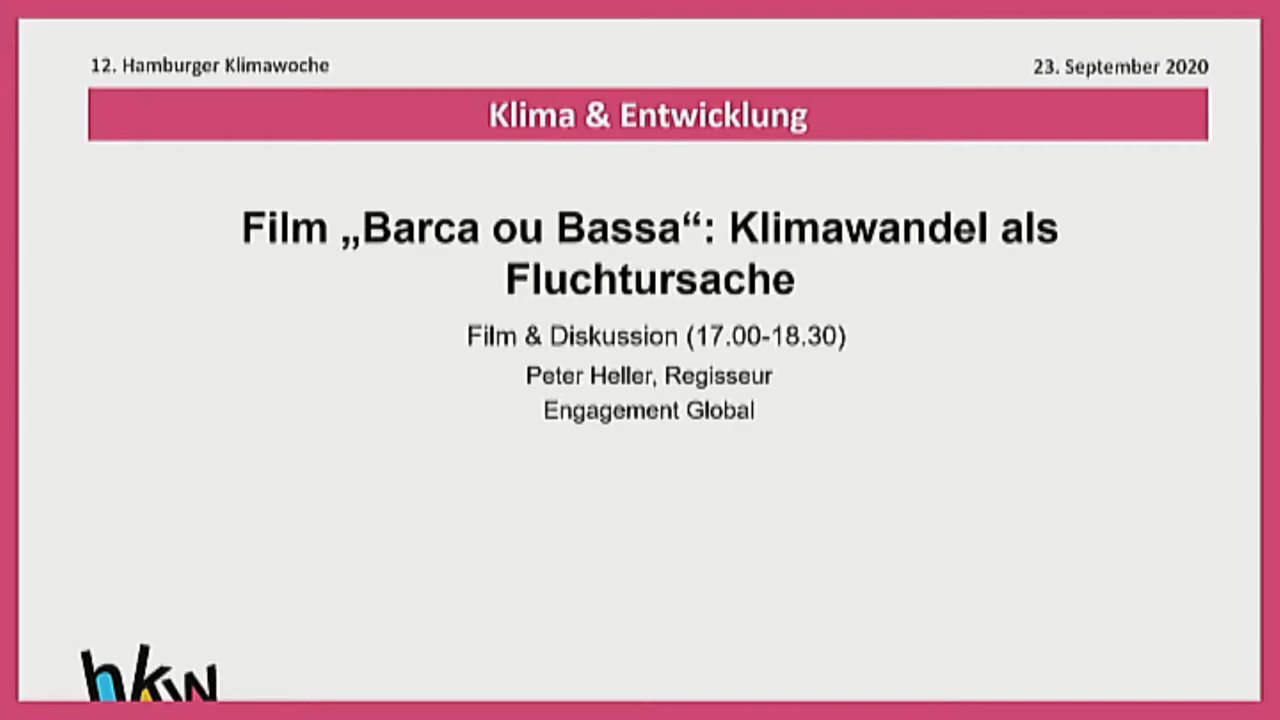 12. Hamburger Klimawoche
23. September 2020
Klima & Entwicklung
Film „Barca ou Bassa“: Klimawandel als
Fluchtursache
Film & Diskussion (17.00-18.30)
Peter Heller, Regisseur
Engagement Global
hkw